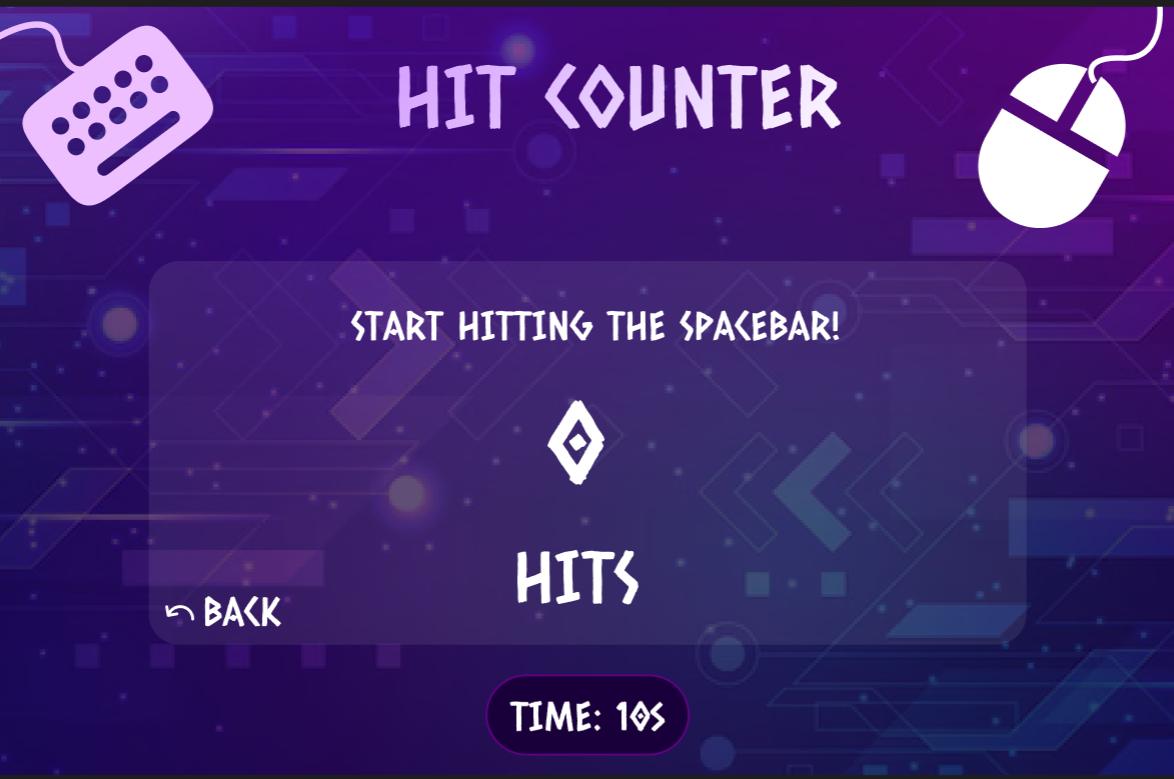 HIT COUNTER
START HITTING THE SPACEBAR!
0
HITS
BACK
TIME: 10S